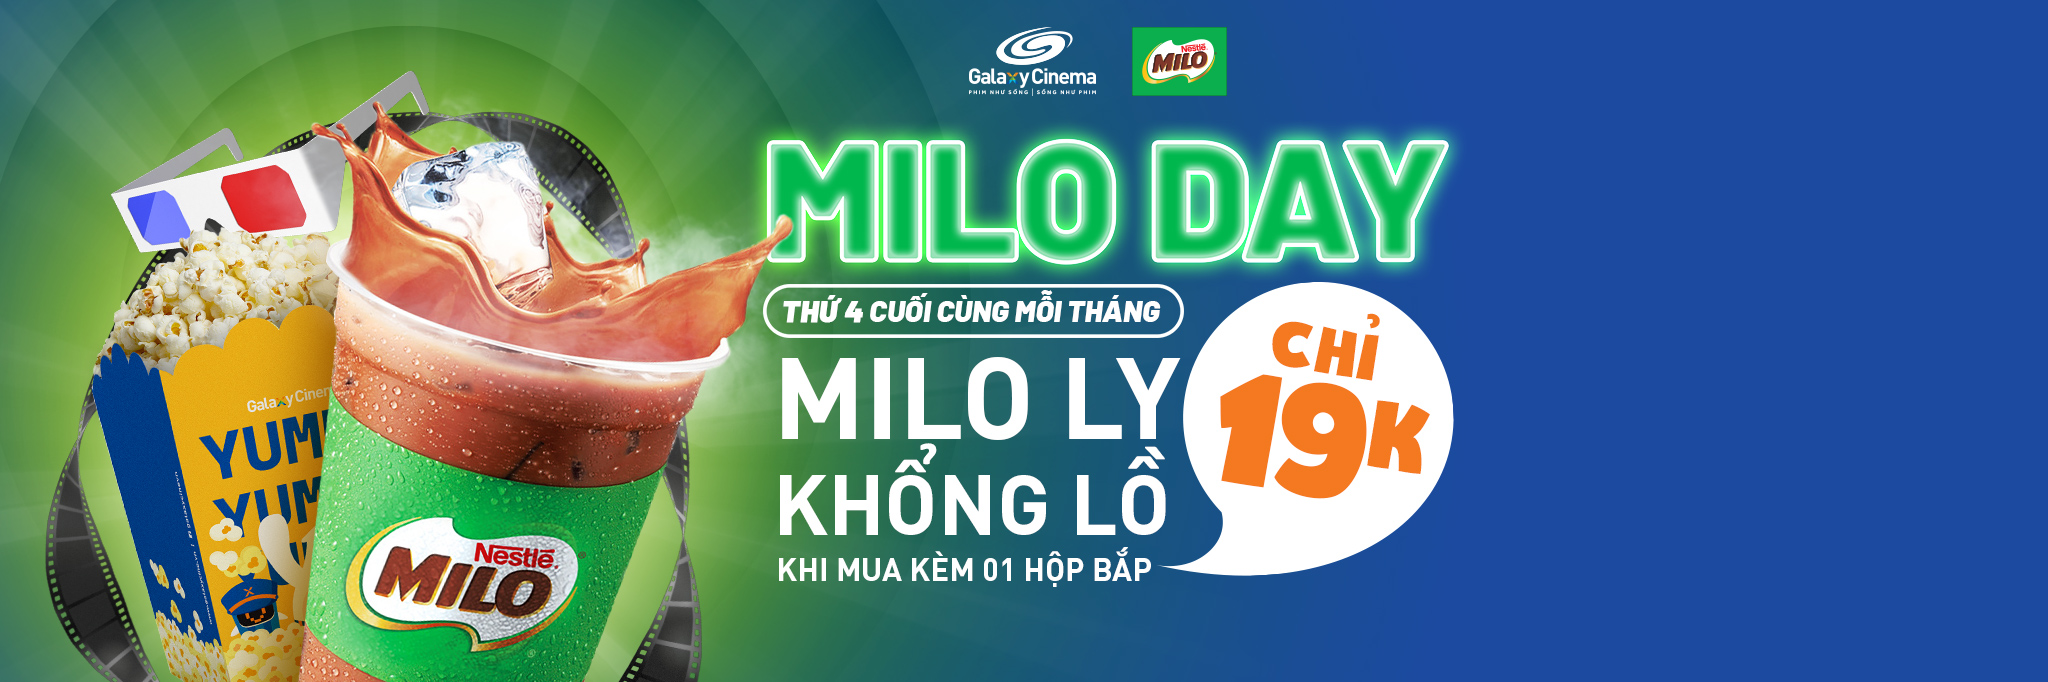 Galaxy Cinema
PHIM NHƯ SỐNG | SỐNG NHƯ PHIM
Nestlé
MILO
MILO DAY
THỨ 4 CUỐI CÙNG MỖI THÁNG
MILO LY
KHỔNG LỒ
CHỈ
19K
KHI MUA KÈM 01 HỘP BẮP
Galaxy Cinem
YUM
YUM
Nestlé
MILO